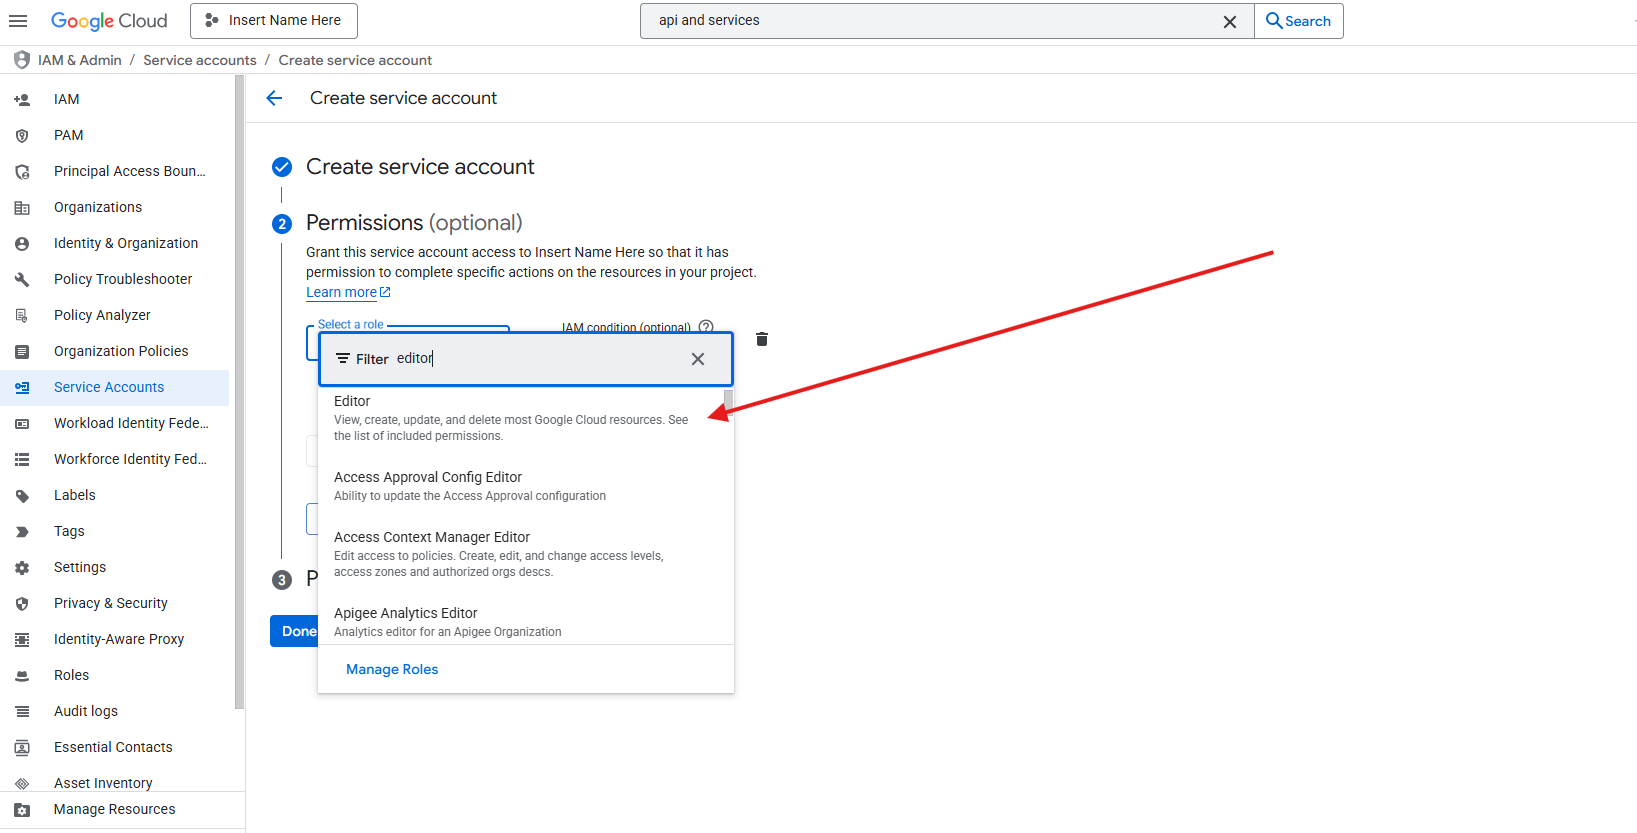 Google Cloud
Insert Name Here
api and services
Search
IAM & Admin / Service accounts / Create service account
IAM
PAM
Principal Access Boun...
Organizations
Identity & Organization
Policy Troubleshooter
Policy Analyzer
Organization Policies
Service Accounts
Workload Identity Fede...
Workforce Identity Fed...
Labels
Tags
Settings
Privacy & Security
Identity-Aware Proxy
Roles
Audit logs
Essential Contacts
Asset Inventory
Manage Resources
Create service account
Create service account
2 Permissions (optional)
Grant this service account access to Insert Name Here so that it has
permission to complete specific actions on the resources in your project.
Learn more
Select a role
IAM condition (optional)
Filter editor
Editor
View, create, update, and delete most Google Cloud resources. See
the list of included permissions.
Access Approval Config Editor
Ability to update the Access Approval configuration
Access Context Manager Editor
Edit access to policies. Create, edit, and change access levels,
access zones and authorized orgs descs.
Apigee Analytics Editor
Analytics editor for an Apigee Organization
Manage Roles
3 P
Done